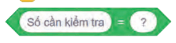 Số cần kiểm tra = ?